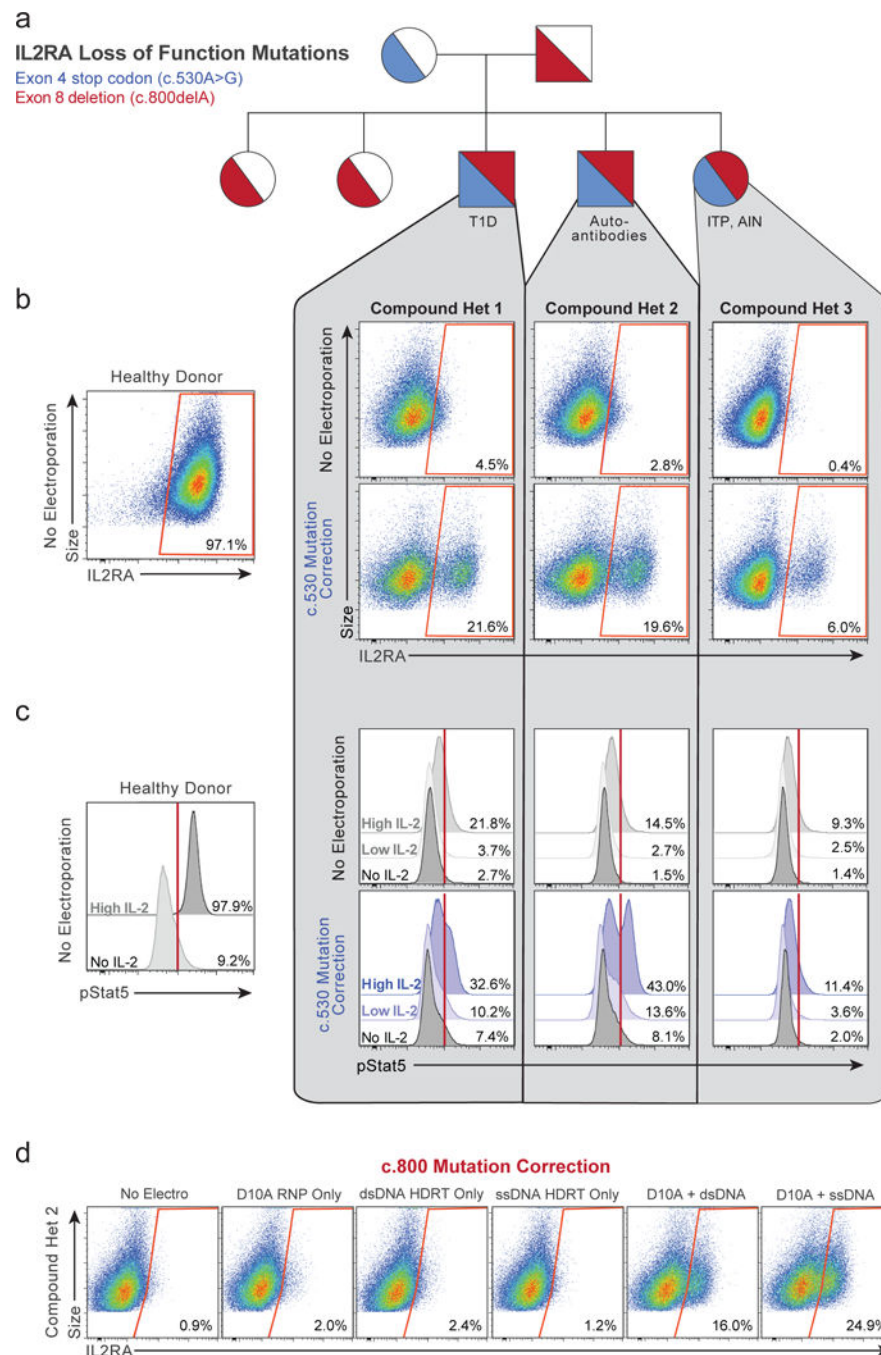 a
IL2RA Loss of Function Mutations
Exon 4 stop codon (c.530A>G)
Exon 8 deletion (c.800delA)
T1D
Auto-
antibodies
ITP, AIN
b
Compound Het 1
Compound Het 2
Compound Het 3
Healthy Donor
No Electroporation
Size
97.1%
IL2RA
No Electroporation
4.5%
2.8%
0.4%
c.530 Mutation
Correction
Size
21.6%
19.6%
6.0%
IL2RA
c
Healthy Donor
No Electroporation
High IL-2
97.9%
No IL-2
9.2%
pStat5
No Electroporation
High IL-2 21.8%
Low IL-2 3.7%
No IL-2 2.7%
14.5%
2.7%
1.5%
9.3%
2.5%
1.4%
c.530 Mutation
Correction
High IL-2 32.6%
Low IL-2 10.2%
No IL-2 7.4%
43.0%
13.6%
8.1%
11.4%
3.6%
2.0%
pStat5
d
c.800 Mutation Correction
No Electro
D10A RNP Only
dsDNA HDRT Only
ssDNA HDRT Only
D10A + dsDNA
D10A + ssDNA
Compound Het 2
Size
0.9%
2.0%
2.4%
1.2%
16.0%
24.9%
IL2RA